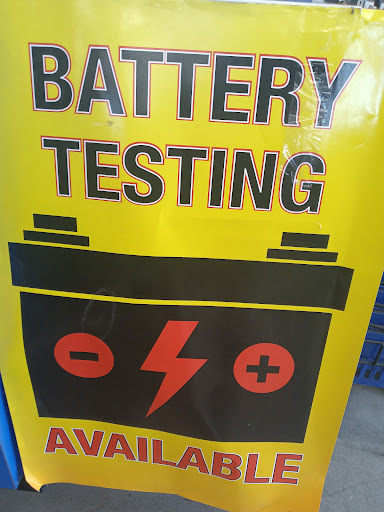 BATTERY
TESTING
- +
AVAILABLE